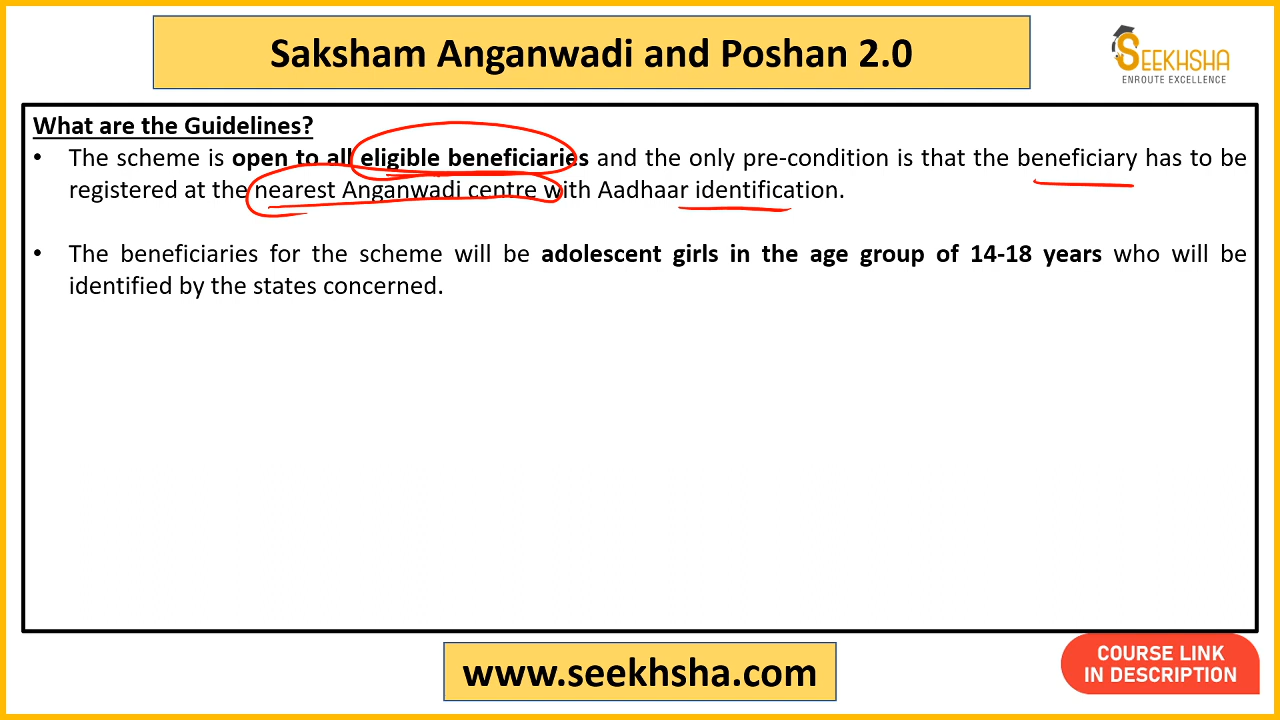 Saksham Anganwadi and Poshan 2.0
SEEKHSHA
ENROUTE EXCELLENCE
What are the Guidelines?
• The scheme is open to all eligible beneficiaries and the only pre-condition is that the beneficiary has to be
registered at the nearest Anganwadi centre with Aadhaar identification.
• The beneficiaries for the scheme will be adolescent girls in the age group of 14-18 years who will be
identified by the states concerned.
www.seekhsha.com
COURSE LINK
IN DESCRIPTION